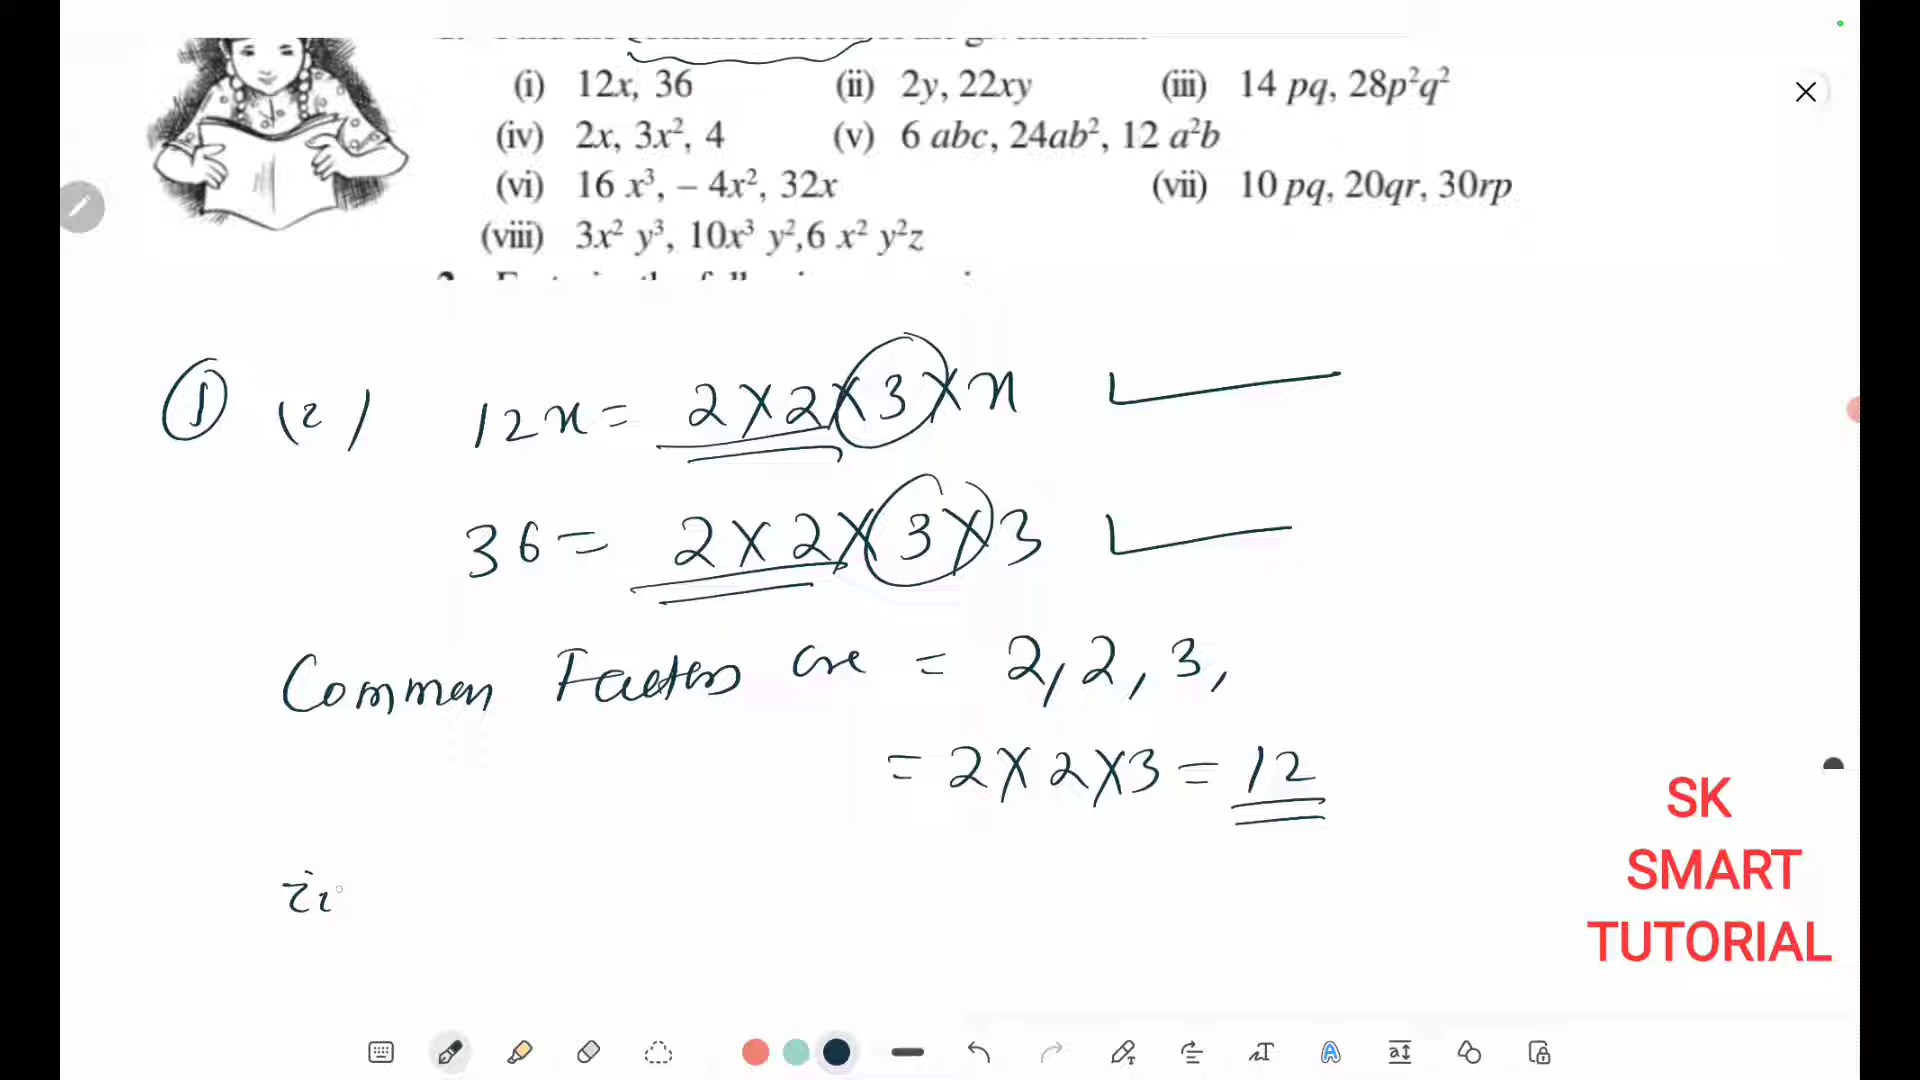 (i) 12x, 36 (ii) 2y, 22xy (iii) 14 pq, 28p²q²
(iv) 2x, 3x², 4 (v) 6 abc, 24ab², 12 a²b
(vi) 16 x³, – 4x², 32x (vii) 10 pq, 20qr, 30rp
(viii) 3x² y³, 10x³ y²,6 x² y²z
① (i) 12x = 2×2×3×x
36 = 2×2×3×3
Common Factors are = 2, 2, 3,
= 2×2×3 = 12
ii
SK
SMART
TUTORIAL